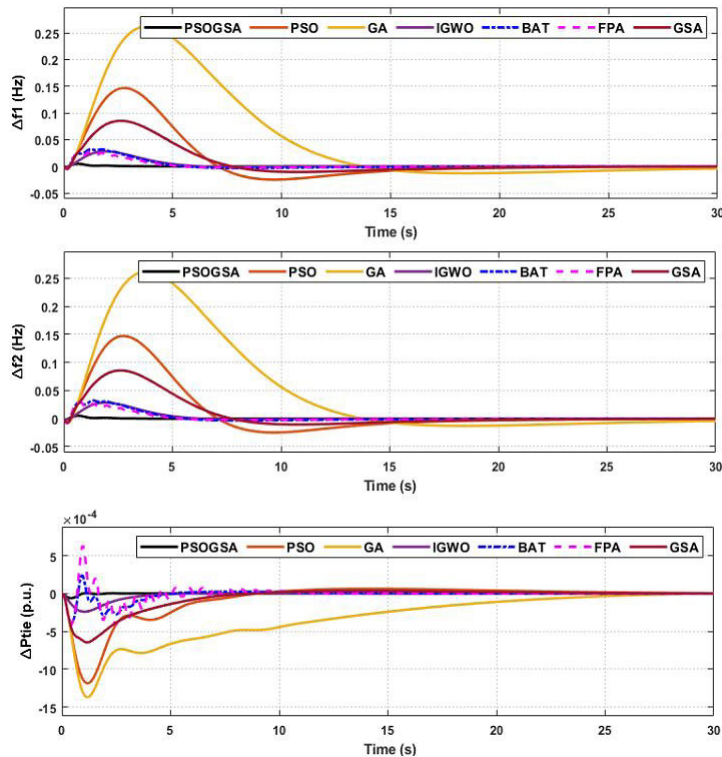 PSOGSA PSO GA IGWO BAT FPA GSA
0.25
0.2
0.15
0.1
0.05
0
-0.05
Δf1 (Hz)
0 5 10 15 20 25 30
Time (s)
PSOGSA PSO GA IGWO BAT FPA GSA
0.25
0.2
0.15
0.1
0.05
0
-0.05
Δf2 (Hz)
0 5 10 15 20 25 30
Time (s)
×10⁻⁴
PSOGSA PSO GA IGWO BAT FPA GSA
5
0
-5
-10
-15
ΔPtie (p.u.)
0 5 10 15 20 25 30
Time (s)